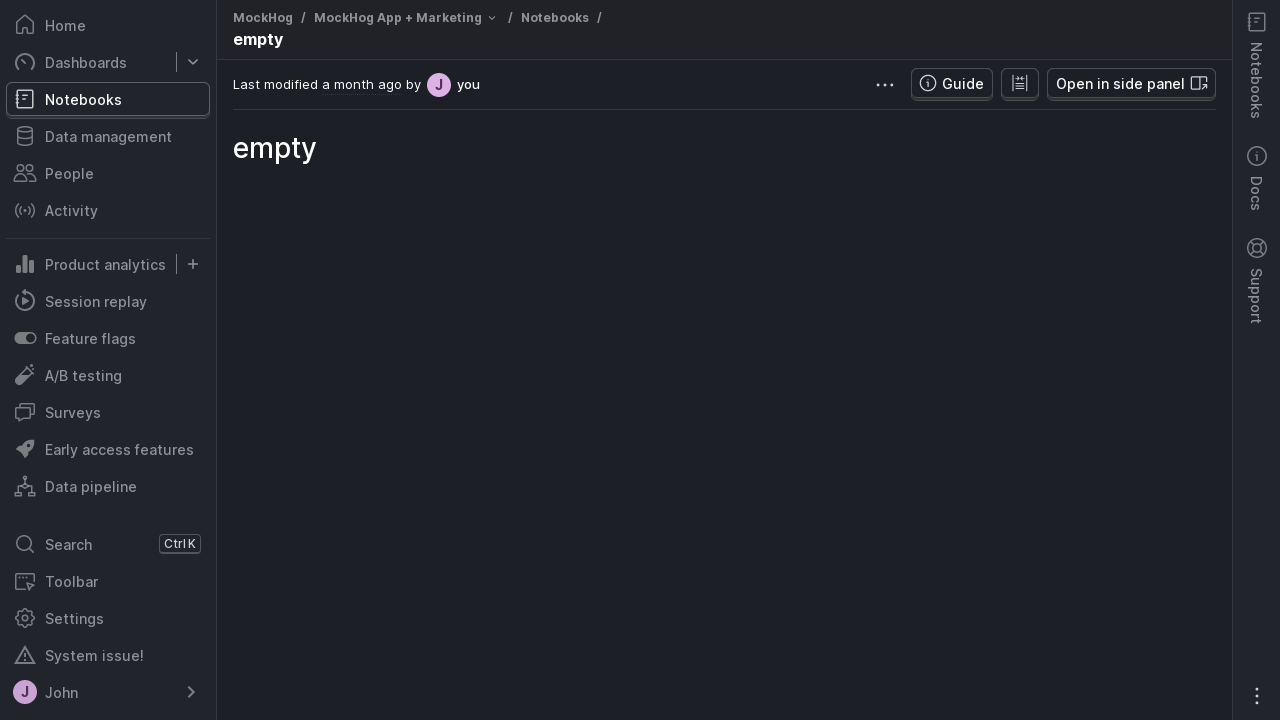 Home
Dashboards
Notebooks
Data management
People
Activity
Product analytics
Session replay
Feature flags
A/B testing
Surveys
Early access features
Data pipeline
Search Ctrl K
Toolbar
Settings
System issue!
J John
MockHog / MockHog App + Marketing / Notebooks /
empty
Last modified a month ago by J you
Guide
Open in side panel
empty
Notebooks
Docs
Support